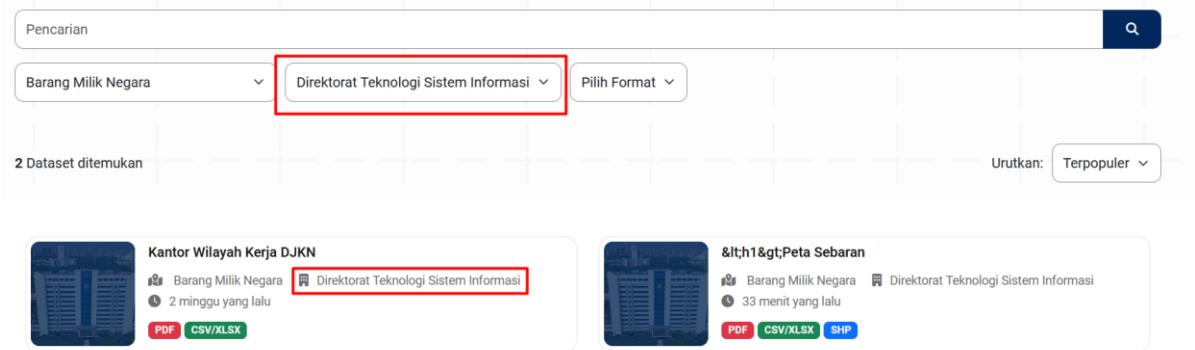 Pencarian
Barang Milik Negara Direktorat Teknologi Sistem Informasi Pilih Format
2 Dataset ditemukan Urutkan: Terpopuler
Kantor Wilayah Kerja DJKN
Barang Milik Negara Direktorat Teknologi Sistem Informasi
2 minggu yang lalu
PDF CSV/XLSX
&lt;h1&gt;Peta Sebaran
Barang Milik Negara Direktorat Teknologi Sistem Informasi
33 menit yang lalu
PDF CSV/XLSX SHP